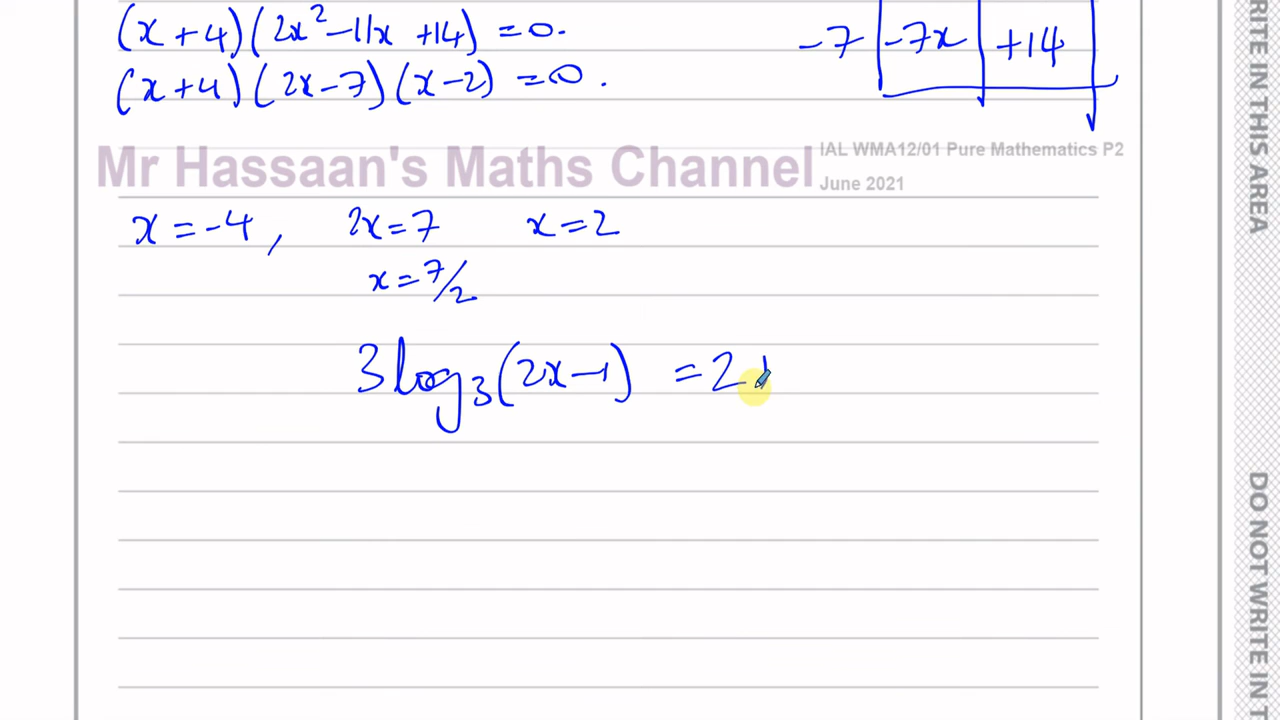 (x+4)(2x²-11x+14)=0.
-7 -7x +14
(x+4)(2x-7)(x-2)=0.
Mr Hassaan's Maths Channel
IAL WMA12/01 Pure Mathematics P2
June 2021
x=-4, 2x=7 x=2
x=7/2
3log₃(2x-1) =2
RITE IN THIS AREA
DO NOT WRITE IN T